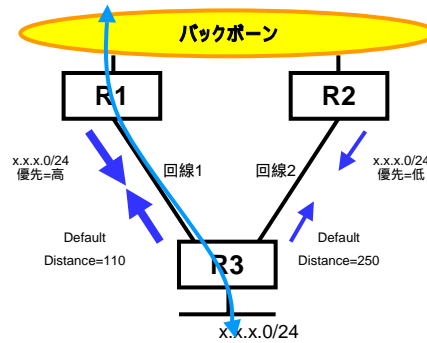 バックボーン
R1
R2
x.x.x.0/24
優先=高
回線1
回線2
x.x.x.0/24
優先=低
Default
Distance=110
Default
Distance=250
R3
x.x.x.0/24